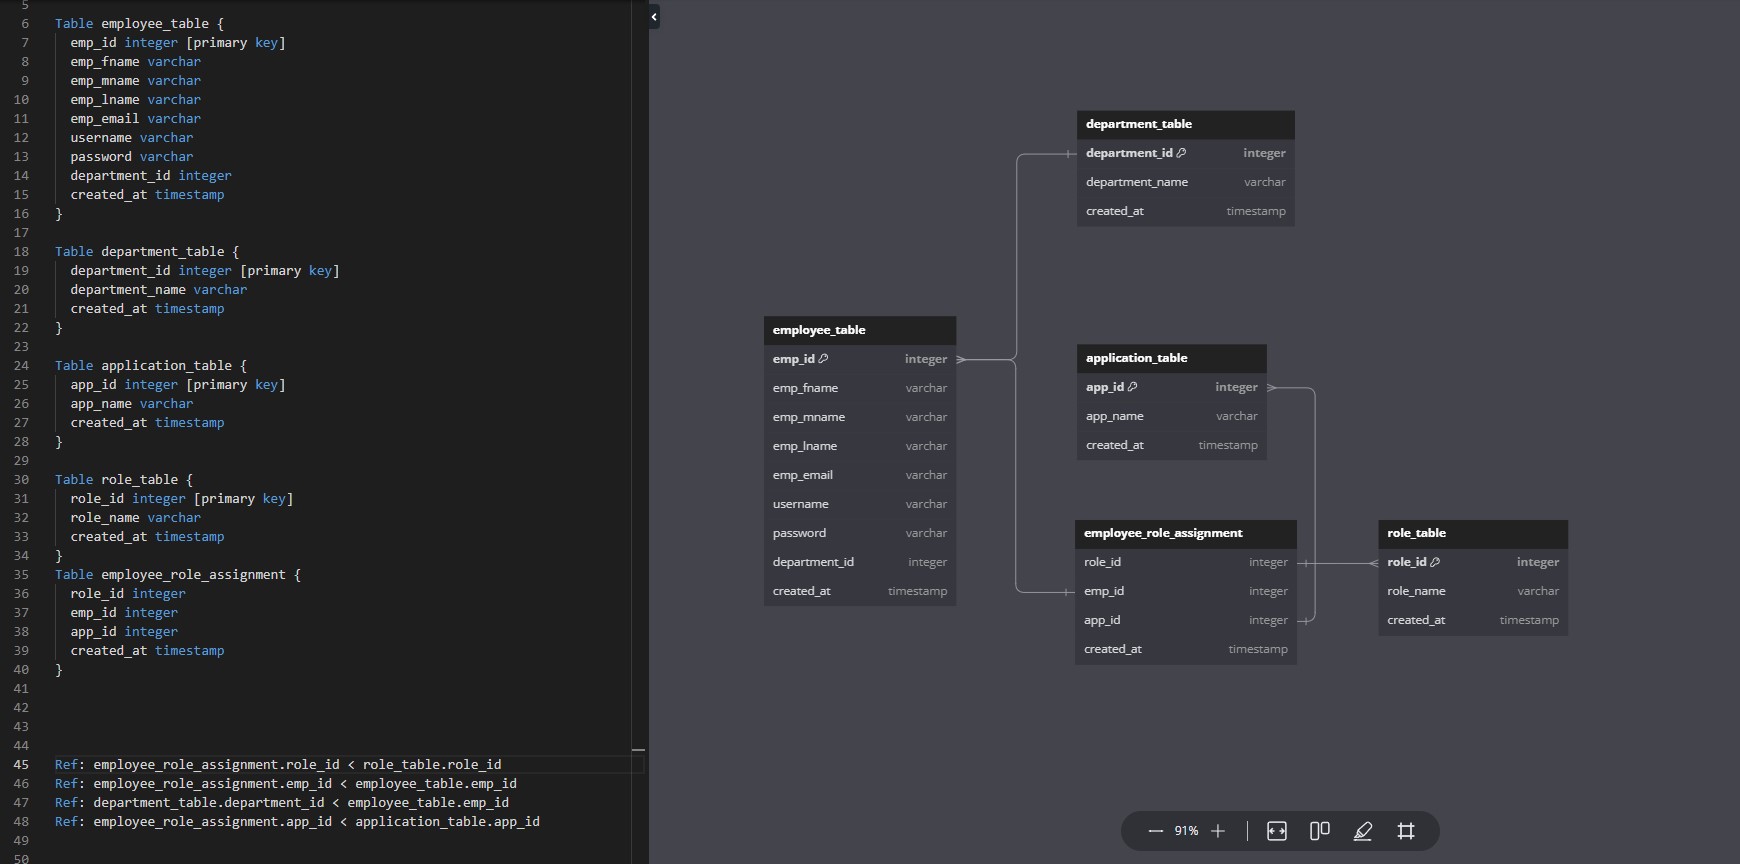 5
6 Table employee_table {
7 emp_id integer [primary key]
8 emp_fname varchar
9 emp_mname varchar
10 emp_lname varchar
11 emp_email varchar
12 username varchar
13 password varchar
14 department_id integer
15 created_at timestamp
16 }
17
18 Table department_table {
19 department_id integer [primary key]
20 department_name varchar
21 created_at timestamp
22 }
23
24 Table application_table {
25 app_id integer [primary key]
26 app_name varchar
27 created_at timestamp
28 }
29
30 Table role_table {
31 role_id integer [primary key]
32 role_name varchar
33 created_at timestamp
34 }
35 Table employee_role_assignment {
36 role_id integer
37 emp_id integer
38 app_id integer
39 created_at timestamp
40 }
41
42
43
44
45 Ref: employee_role_assignment.role_id < role_table.role_id
46 Ref: employee_role_assignment.emp_id < employee_table.emp_id
47 Ref: department_table.department_id < employee_table.emp_id
48 Ref: employee_role_assignment.app_id < application_table.app_id
49
50
department_table
department_id integer
department_name varchar
created_at timestamp
employee_table
emp_id integer
emp_fname varchar
emp_mname varchar
emp_lname varchar
emp_email varchar
username varchar
password varchar
department_id integer
created_at timestamp
application_table
app_id integer
app_name varchar
created_at timestamp
employee_role_assignment
role_id integer
emp_id integer
app_id integer
created_at timestamp
role_table
role_id integer
role_name varchar
created_at timestamp
91%